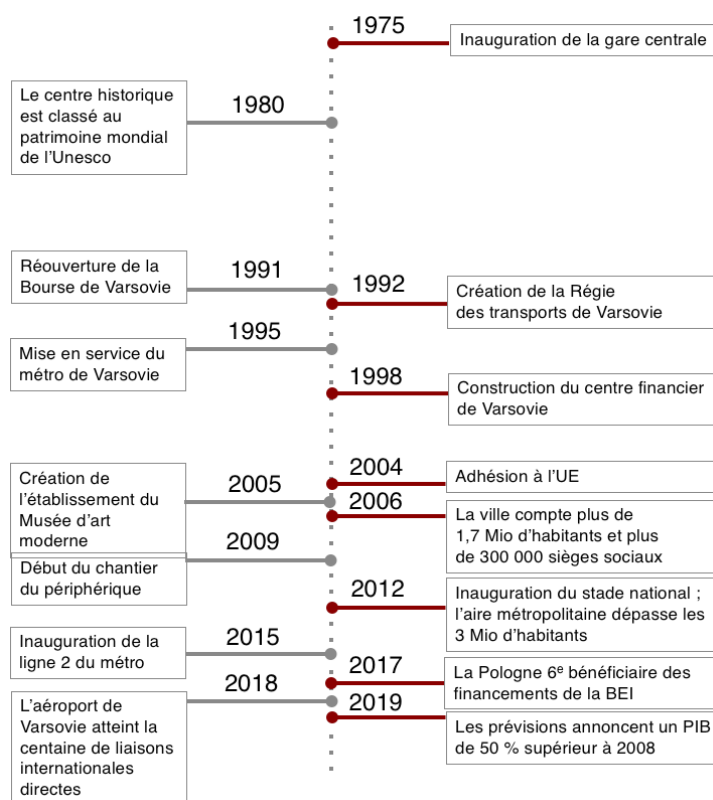 1975
Inauguration de la gare centrale
Le centre historique
est classé au
patrimoine mondial
de l’Unesco
1980
Réouverture de la
Bourse de Varsovie
1991
1992
Création de la Régie
des transports de Varsovie
1995
Mise en service du
métro de Varsovie
1998
Construction du centre financier
de Varsovie
2004
Adhésion à l’UE
Création de
l’établissement du
Musée d’art
moderne
2005
2006
La ville compte plus de
1,7 Mio d’habitants et plus
de 300 000 sièges sociaux
2009
Début du chantier
du périphérique
2012
Inauguration du stade national ;
l’aire métropolitaine dépasse les
3 Mio d’habitants
2015
Inauguration de la
ligne 2 du métro
2017
La Pologne 6e bénéficiaire des
financements de la BEI
2018
L’aéroport de
Varsovie atteint la
centaine de liaisons
internationales
directes
2019
Les prévisions annoncent un PIB
de 50 % supérieur à 2008